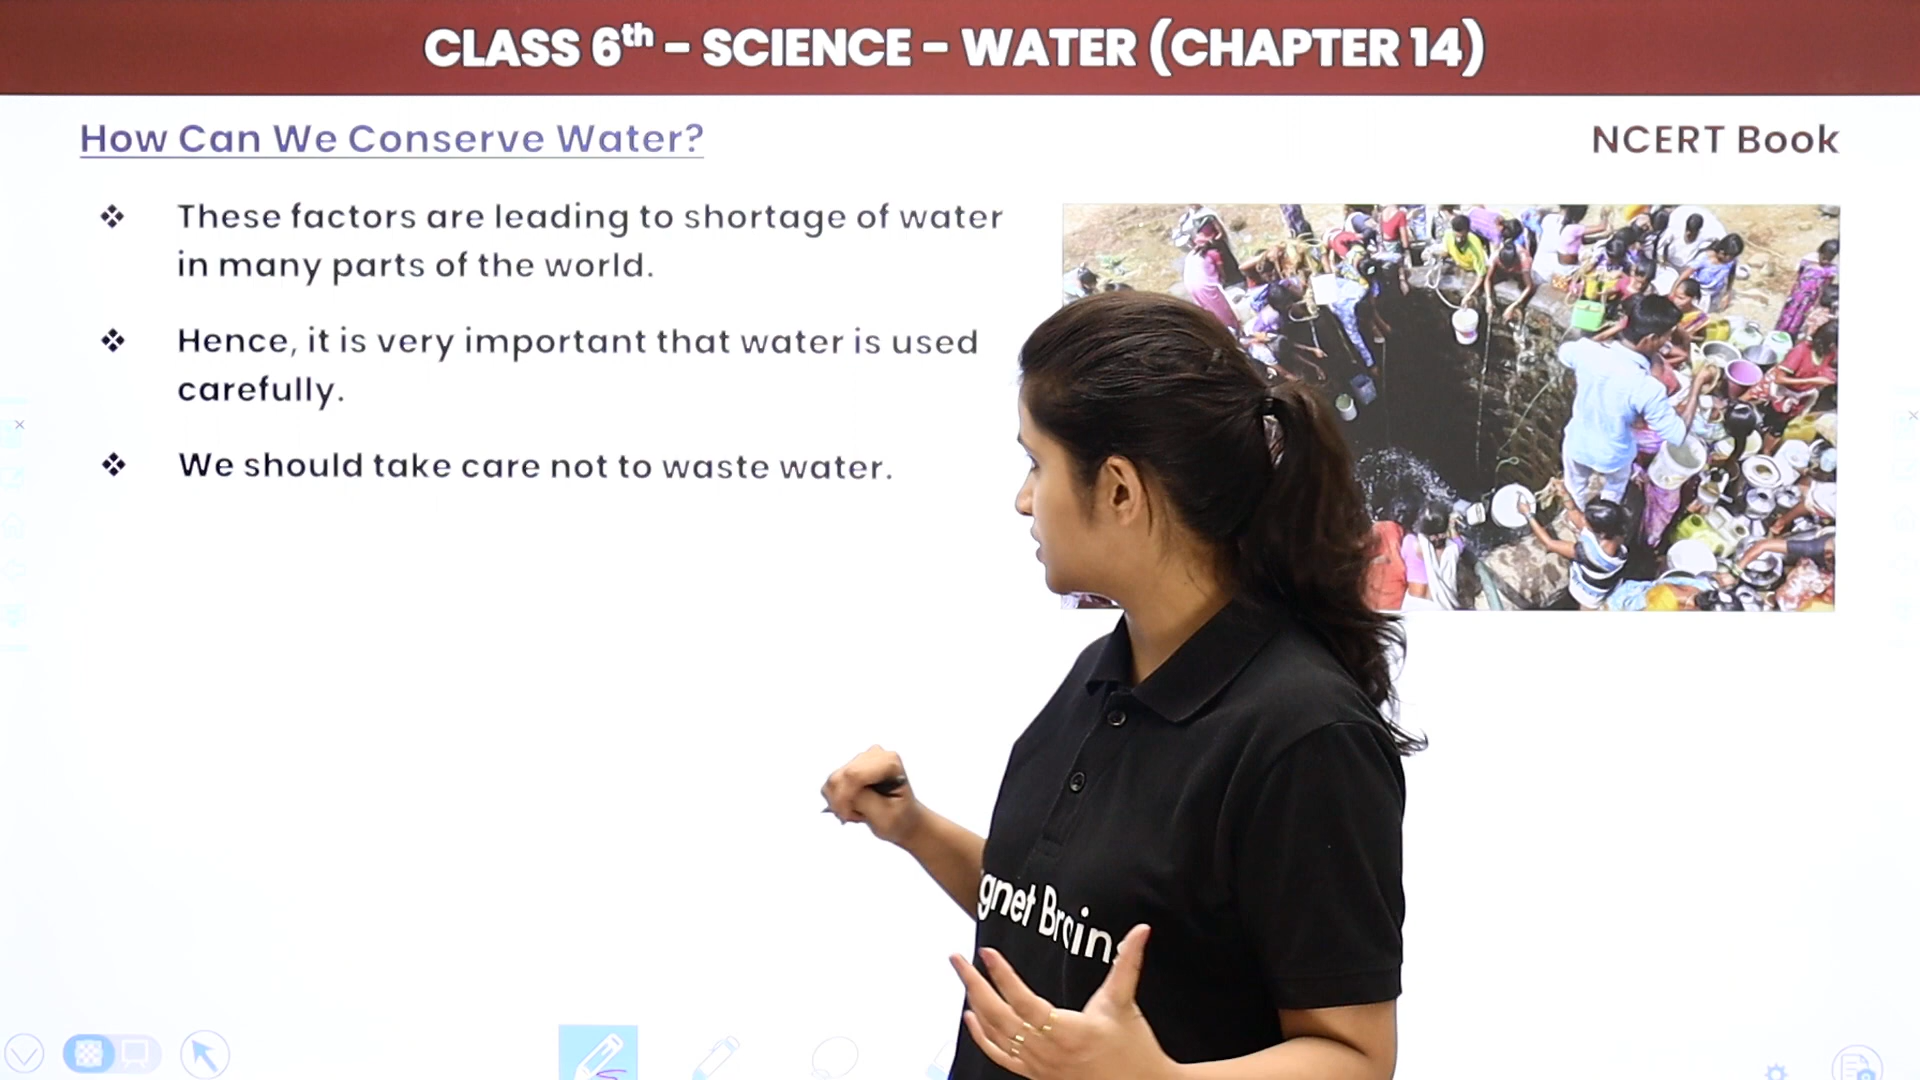 CLASS 6th – SCIENCE – WATER (CHAPTER 14)
How Can We Conserve Water?
NCERT Book
❖ These factors are leading to shortage of water
in many parts of the world.
❖ Hence, it is very important that water is used
carefully.
❖ We should take care not to waste water.
gnet Brains